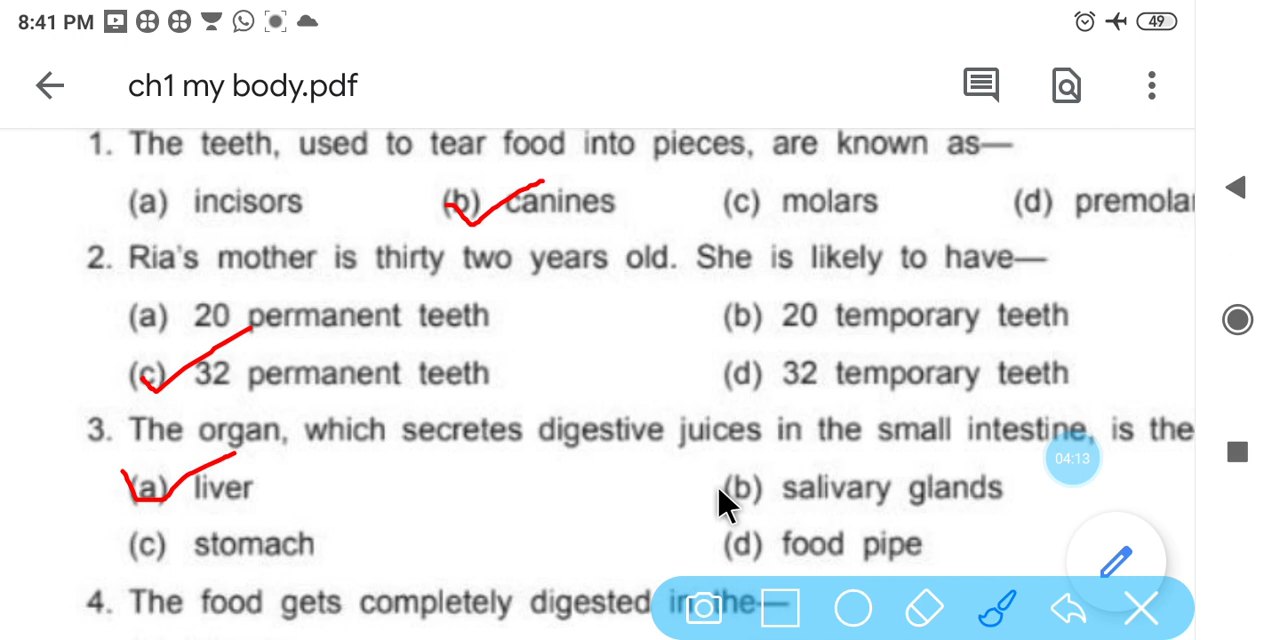 8:41 PM 49
ch1 my body.pdf
1. The teeth, used to tear food into pieces, are known as—
(a) incisors (b) canines (c) molars (d) premola
2. Ria's mother is thirty two years old. She is likely to have—
(a) 20 permanent teeth (b) 20 temporary teeth
(c) 32 permanent teeth (d) 32 temporary teeth
3. The organ, which secretes digestive juices in the small intestine, is the
04:13
(a) liver (b) salivary glands
(c) stomach (d) food pipe
4. The food gets completely digested in the—